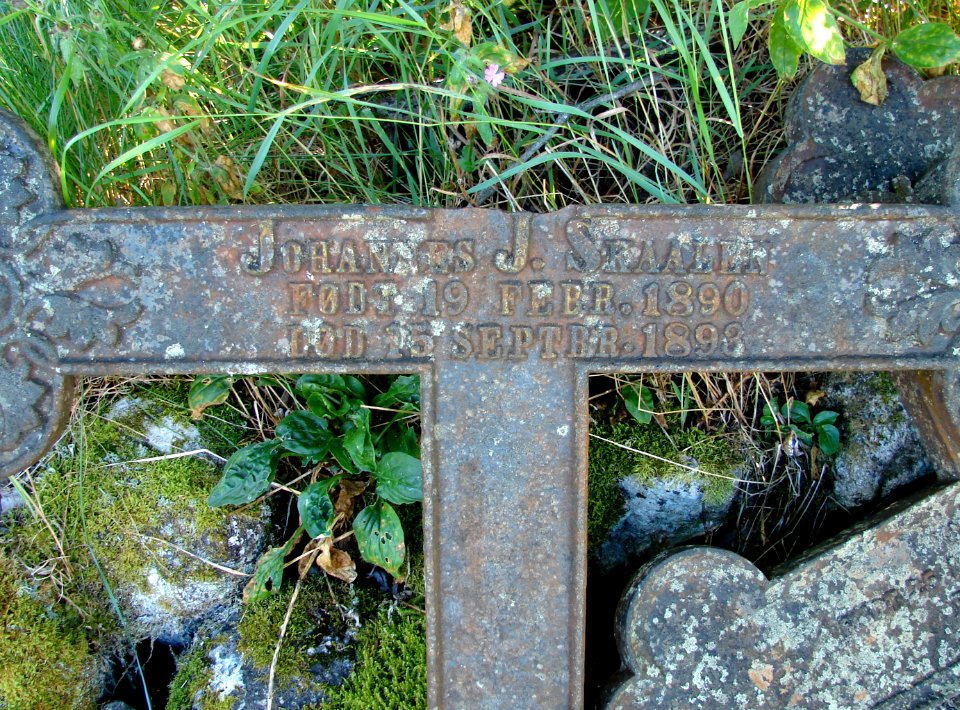 Johannes J. Skaalen
FØDT 19 FEBR. 1890
DØD 15 SEPTBR. 1893